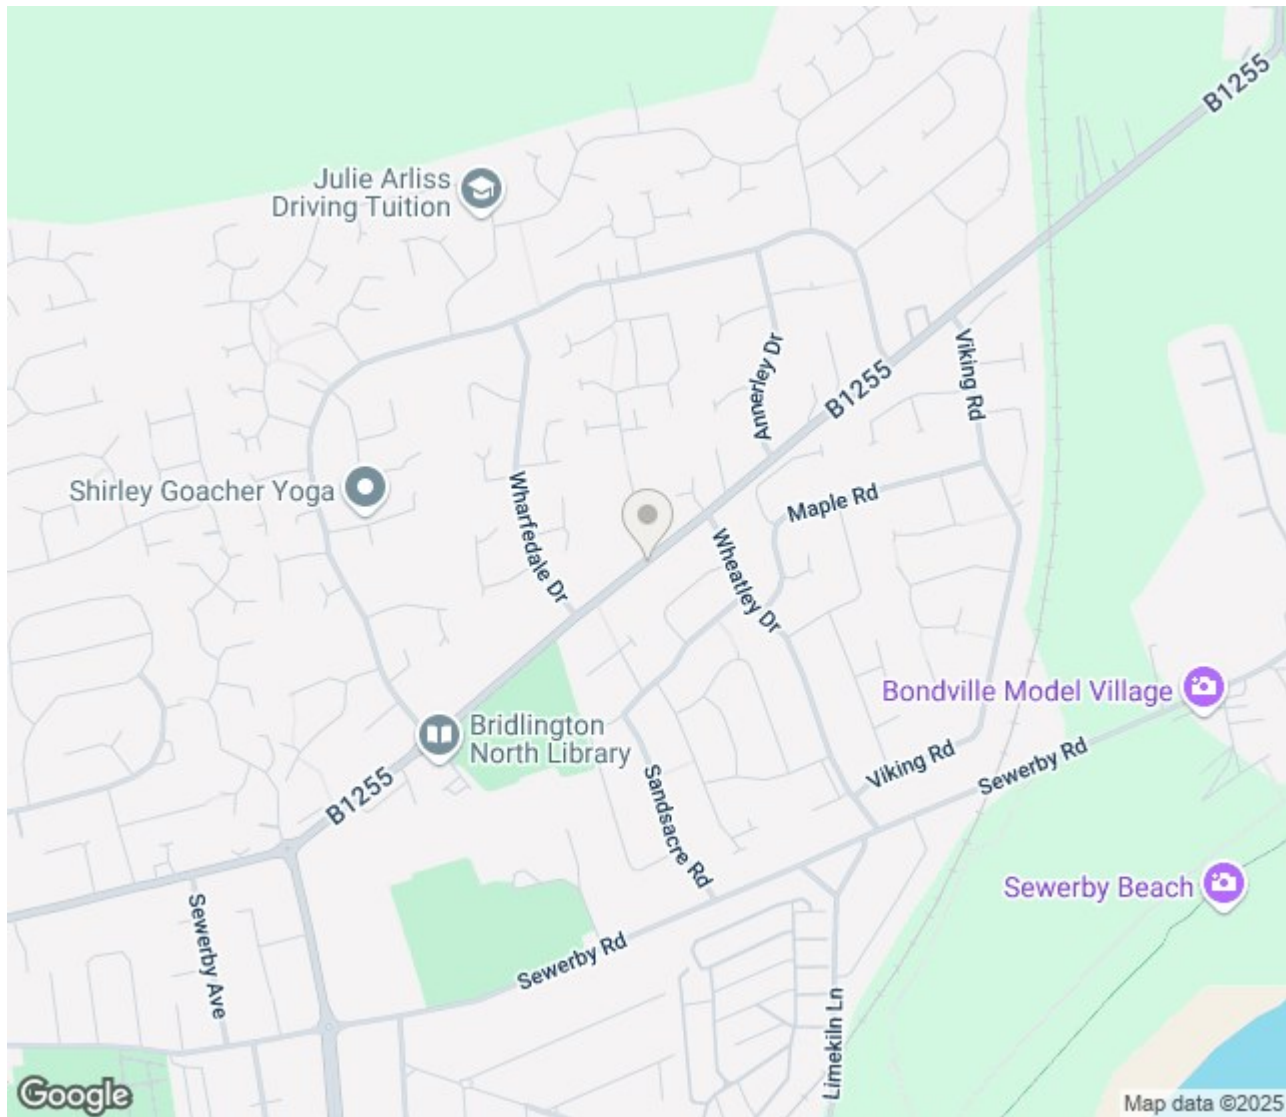 B1255
Julie Arliss
Driving Tuition
Annerley Dr
B1255
Viking Rd
Shirley Goacher Yoga
Wharfedale Dr
Maple Rd
Wheatley Dr
Bondville Model Village
Bridlington
North Library
Viking Rd
Sewerby Rd
B1255
Sandsacre Rd
Sewerby Beach
Sewerby Ave
Sewerby Rd
Limekiln Ln
Google
Map data ©2025